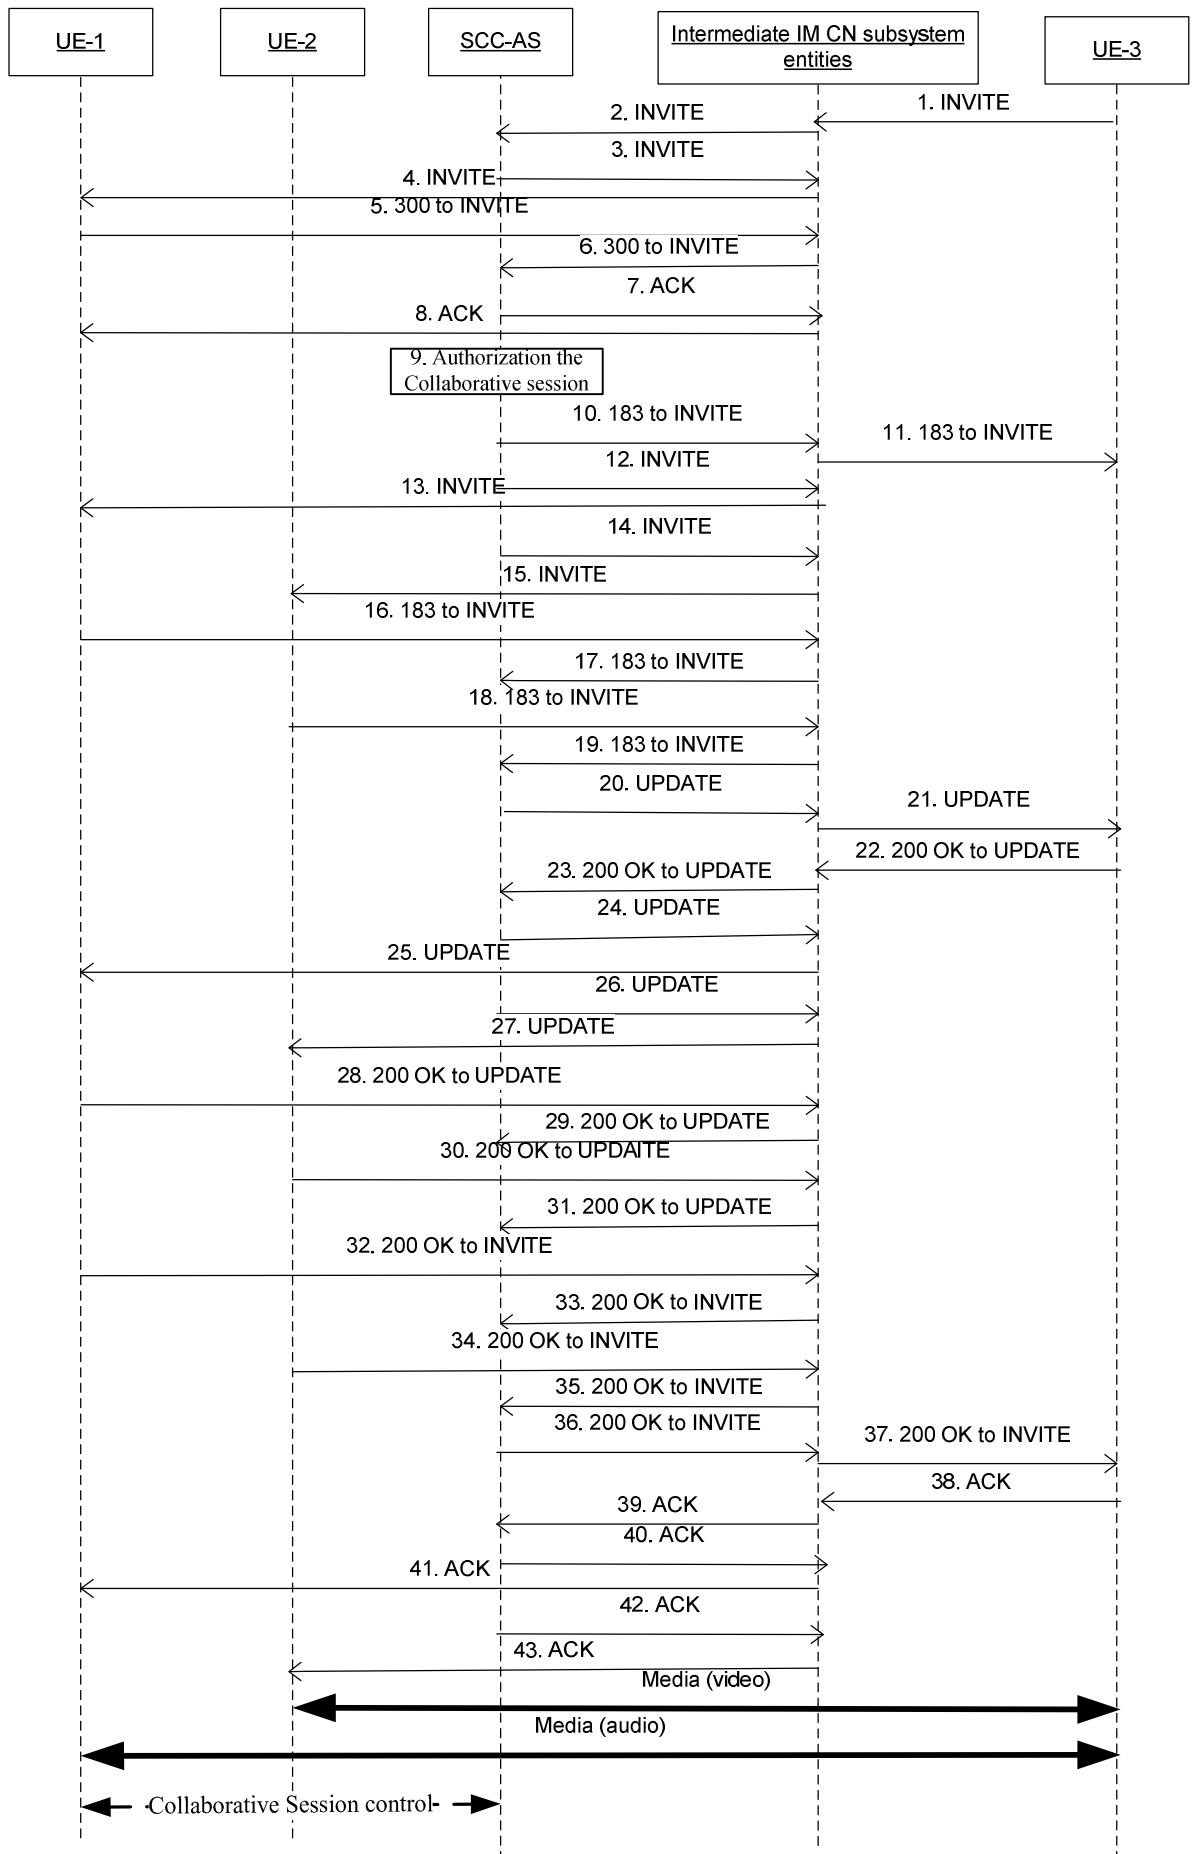 UE-1
UE-2
SCC-AS
Intermediate IM CN subsystem
entities
UE-3
1. INVITE
2. INVITE
3. INVITE
4. INVITE
5. 300 to INVITE
6. 300 to INVITE
7. ACK
8. ACK
9. Authorization the
Collaborative session
10. 183 to INVITE
11. 183 to INVITE
12. INVITE
13. INVITE
14. INVITE
15. INVITE
16. 183 to INVITE
17. 183 to INVITE
18. 183 to INVITE
19. 183 to INVITE
20. UPDATE
21. UPDATE
22. 200 OK to UPDATE
23. 200 OK to UPDATE
24. UPDATE
25. UPDATE
26. UPDATE
27. UPDATE
28. 200 OK to UPDATE
29. 200 OK to UPDATE
30. 200 OK to UPDAITE
31. 200 OK to UPDATE
32. 200 OK to INVITE
33. 200 OK to INVITE
34. 200 OK to INVITE
35. 200 OK to INVITE
36. 200 OK to INVITE
37. 200 OK to INVITE
38. ACK
39. ACK
40. ACK
41. ACK
42. ACK
43. ACK
Media (video)
Media (audio)
Collaborative Session control